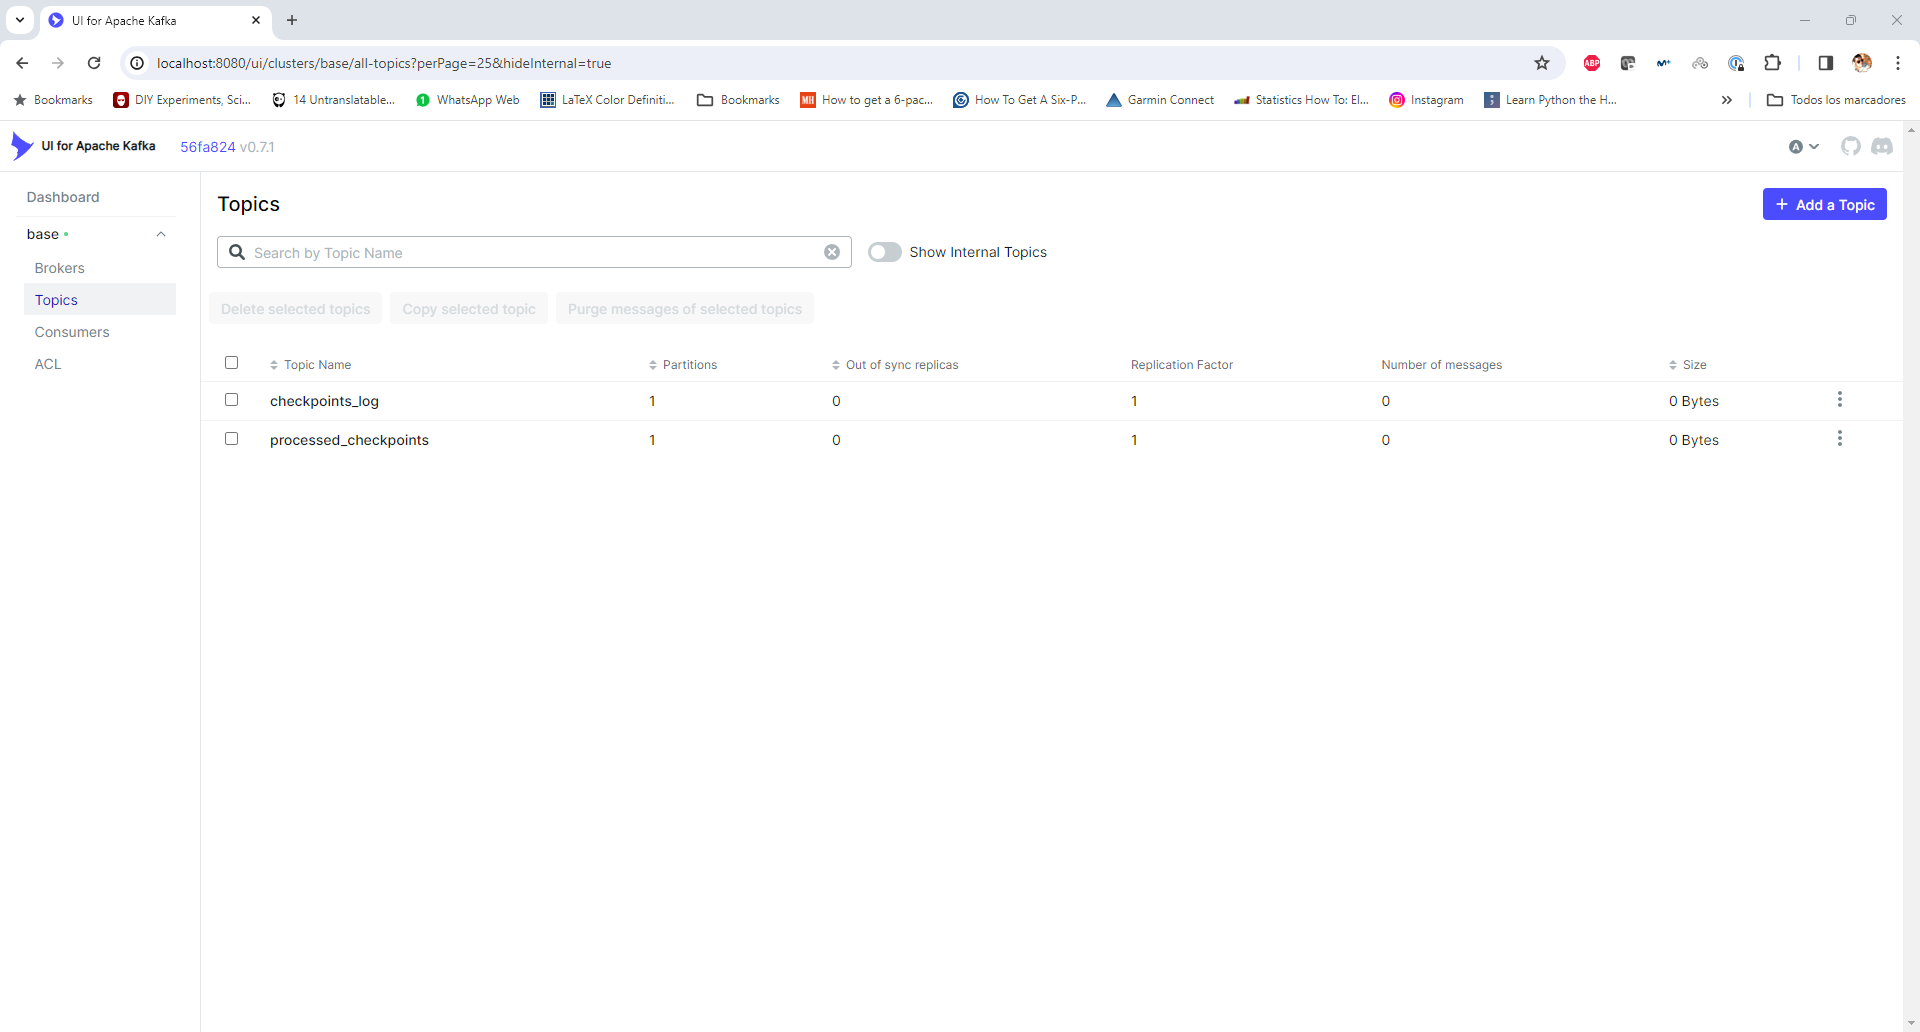 UI for Apache Kafka
localhost:8080/ui/clusters/base/all-topics?perPage=25&hideInternal=true
ABP
Bookmarks DIY Experiments, Sci... 14 Untranslatable... 1 WhatsApp Web LaTeX Color Definiti... Bookmarks MH How to get a 6-pac... How To Get A Six-P... Garmin Connect Statistics How To: El... Instagram Learn Python the H... » Todos los marcadores
UI for Apache Kafka 56fa824 v0.7.1 A
Dashboard
base
Brokers
Topics
Consumers
ACL
Topics
+ Add a Topic
Search by Topic Name
Show Internal Topics
Delete selected topics Copy selected topic Purge messages of selected topics
Topic Name Partitions Out of sync replicas Replication Factor Number of messages Size
checkpoints_log 1 0 1 0 0 Bytes
processed_checkpoints 1 0 1 0 0 Bytes